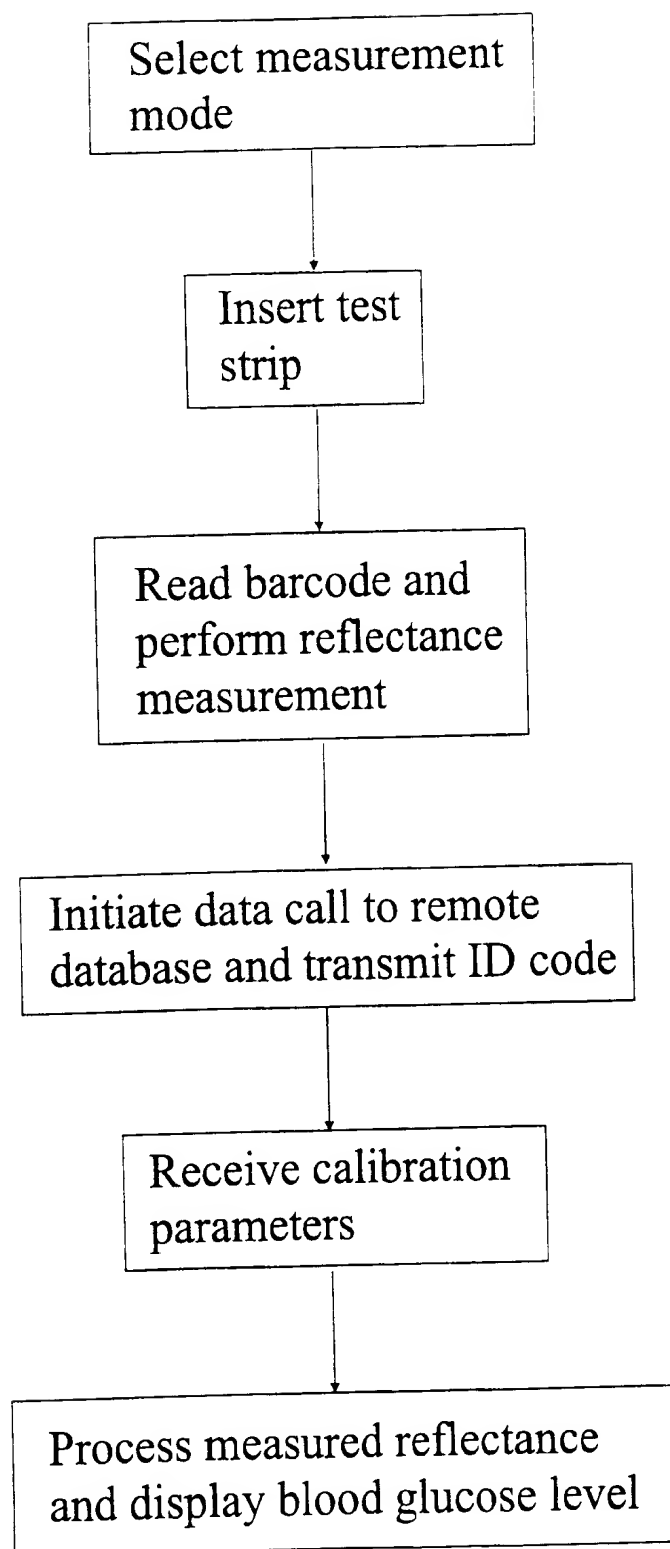 Select measurement
mode
Insert test
strip
Read barcode and
perform reflectance
measurement
Initiate data call to remote
database and transmit ID code
Receive calibration
parameters
Process measured reflectance
and display blood glucose level